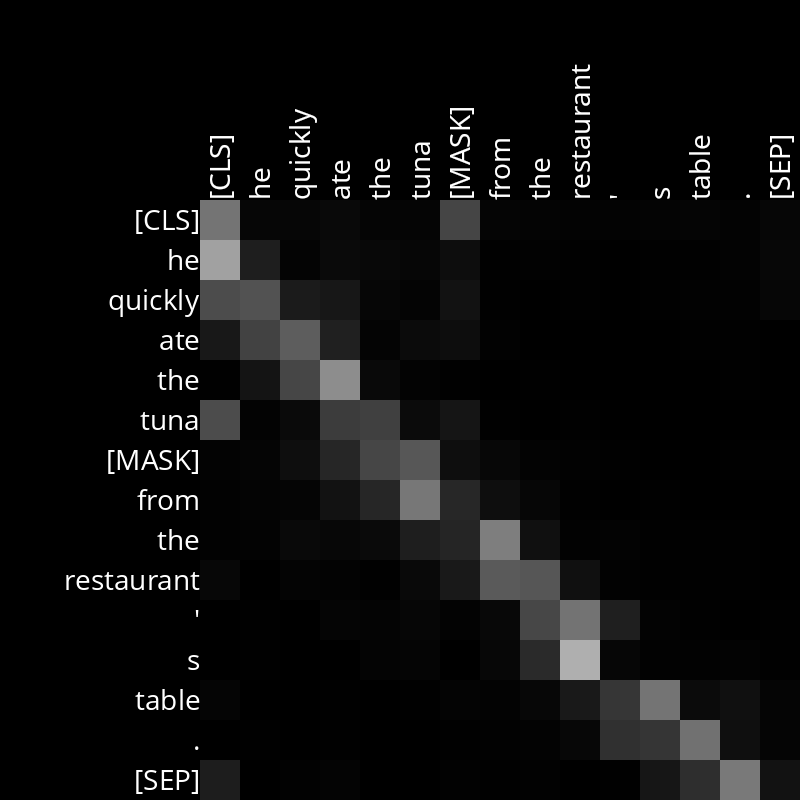 [CLS] he quickly ate the tuna [MASK] from the restaurant ' s table . [SEP]
[CLS]
he
quickly
ate
the
tuna
[MASK]
from
the
restaurant
'
s
table
.
[SEP]